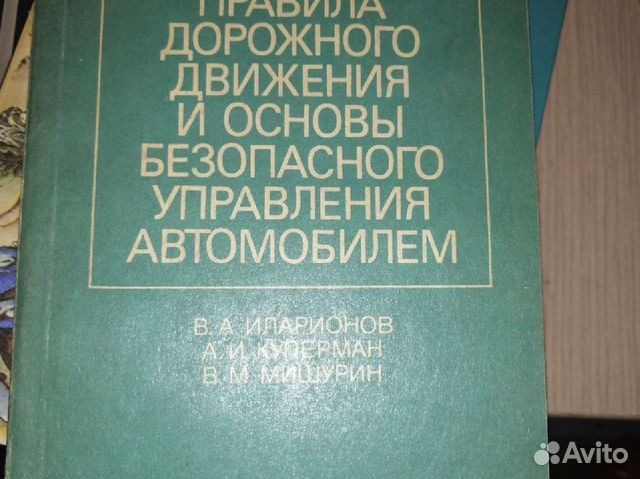 ПРАВИЛА
ДОРОЖНОГО
ДВИЖЕНИЯ
И ОСНОВЫ
БЕЗОПАСНОГО
УПРАВЛЕНИЯ
АВТОМОБИЛЕМ
В. А. ИЛАРИОНОВ
А. И. КУПЕРМАН
В. М. МИШУРИН
Avito